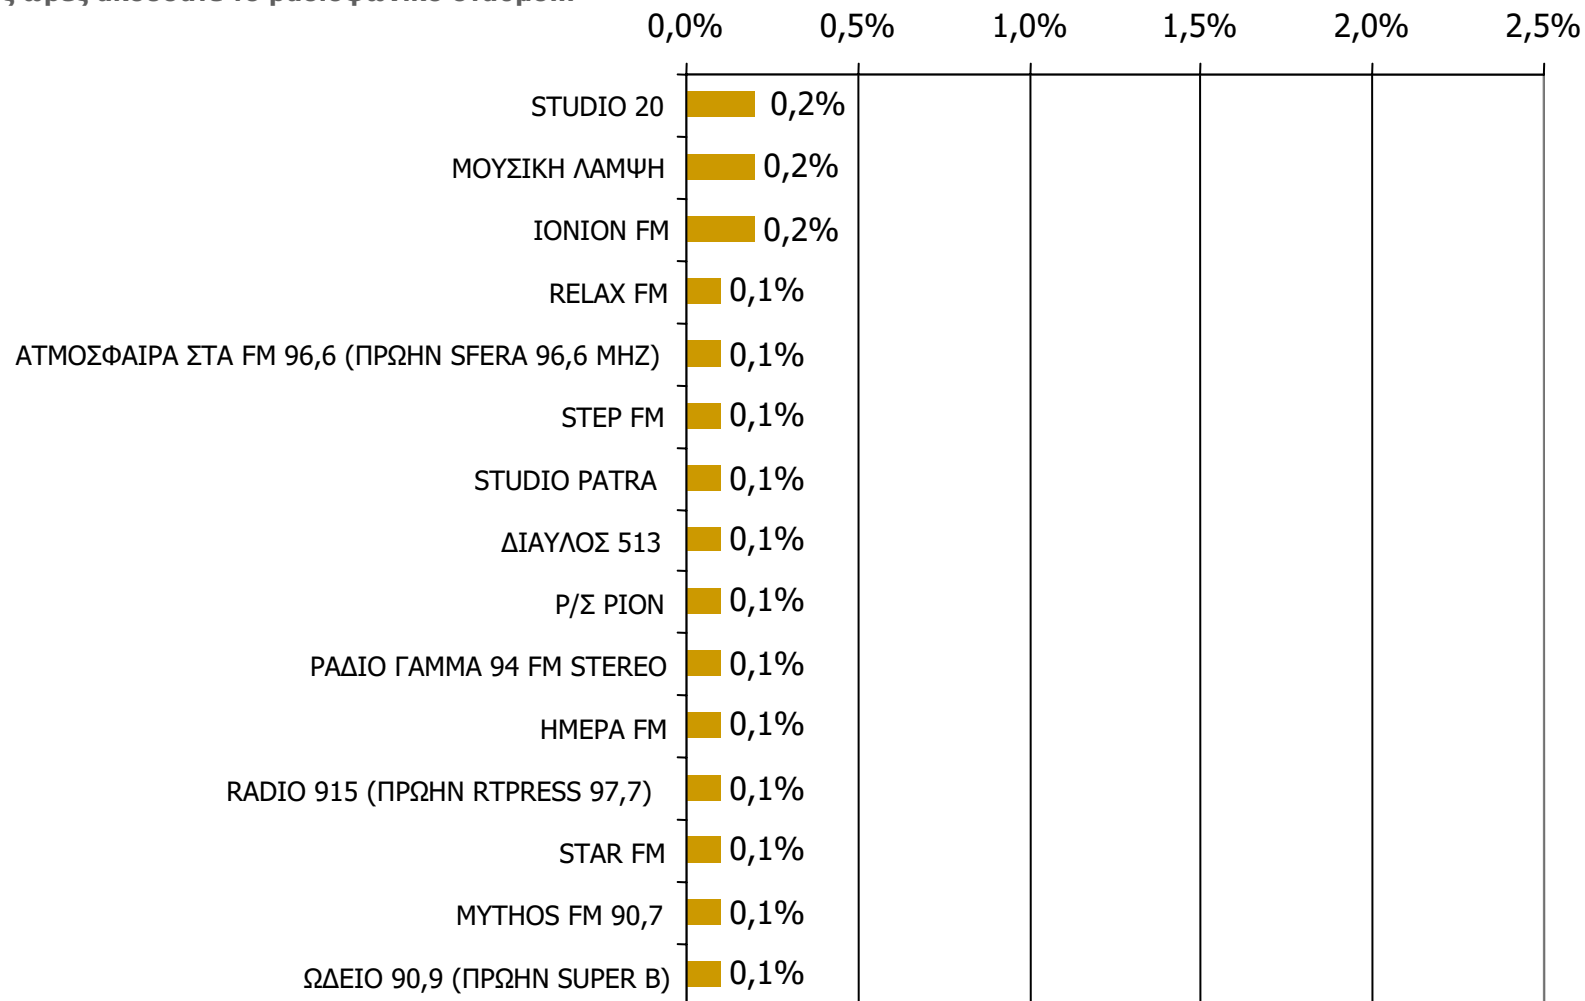 0,0% 0,5% 1,0% 1,5% 2,0% 2,5%
STUDIO 20 0,2%
ΜΟΥΣΙΚΗ ΛΑΜΨΗ 0,2%
ΙΟΝΙΟΝ FM 0,2%
RELAX FM 0,1%
ΑΤΜΟΣΦΑΙΡΑ ΣΤΑ FM 96,6 (ΠΡΩΗΝ SFERA 96,6 MHZ) 0,1%
STEP FM 0,1%
STUDIO PATRA 0,1%
ΔΙΑΥΛΟΣ 513 0,1%
Ρ/Σ ΡΙΟΝ 0,1%
ΡΑΔΙΟ ΓΑΜΜΑ 94 FM STEREO 0,1%
ΗΜΕΡΑ FM 0,1%
RADIO 915 (ΠΡΩΗΝ RTPRESS 97,7) 0,1%
STAR FM 0,1%
MYTHOS FM 90,7 0,1%
ΩΔΕΙΟ 90,9 (ΠΡΩΗΝ SUPER B) 0,1%